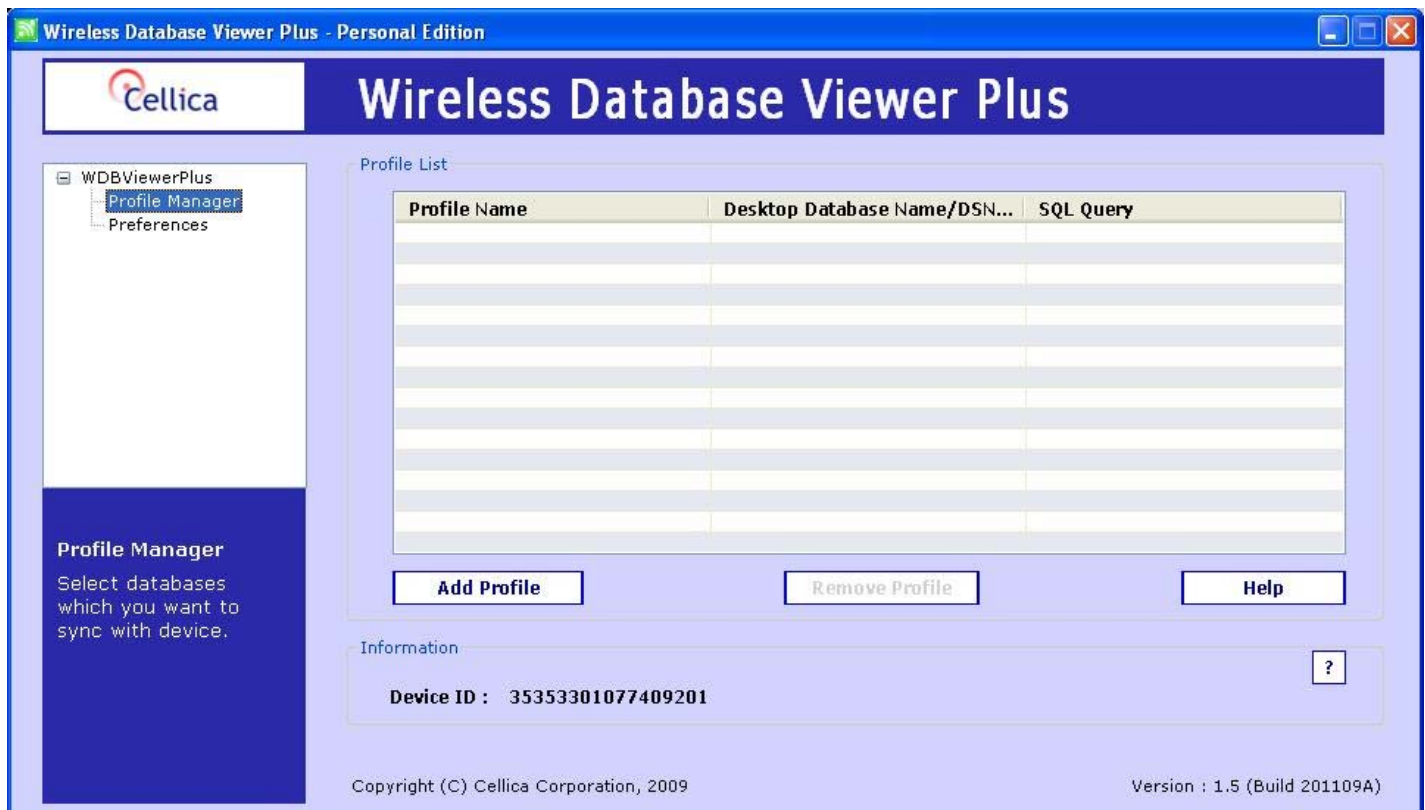 Wireless Database Viewer Plus - Personal Edition
Cellica
Wireless Database Viewer Plus
WDBViewerPlus
Profile Manager
Preferences
Profile List
Profile Name
Desktop Database Name/DSN...
SQL Query
Add Profile
Remove Profile
Help
Profile Manager
Select databases
which you want to
sync with device.
Information
?
Device ID : 35353301077409201
Copyright (C) Cellica Corporation, 2009
Version : 1.5 (Build 201109A)